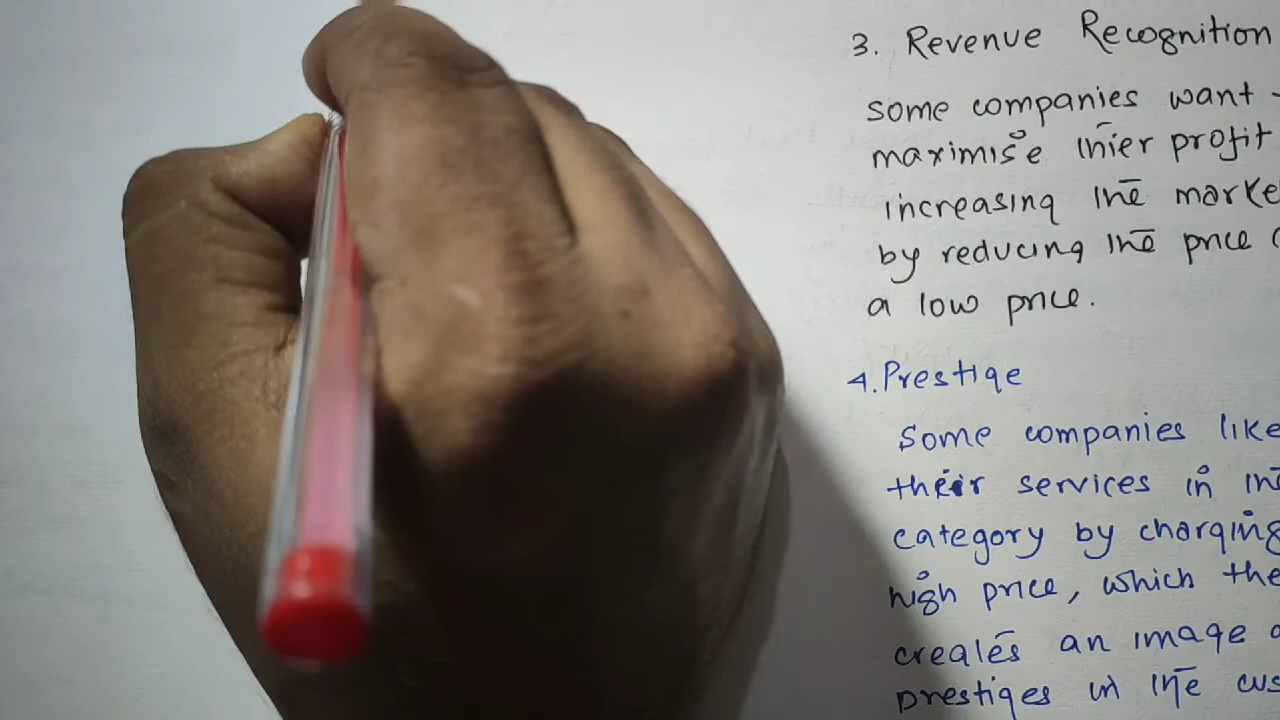 3. Revenue Recognition
some companies want
maximise their profit
increasing the marke
by reducing the price
a low price.
4. Prestige
Some companies like
their services in the
category by charging
high price, which the
creates an image
prestiges in the cus